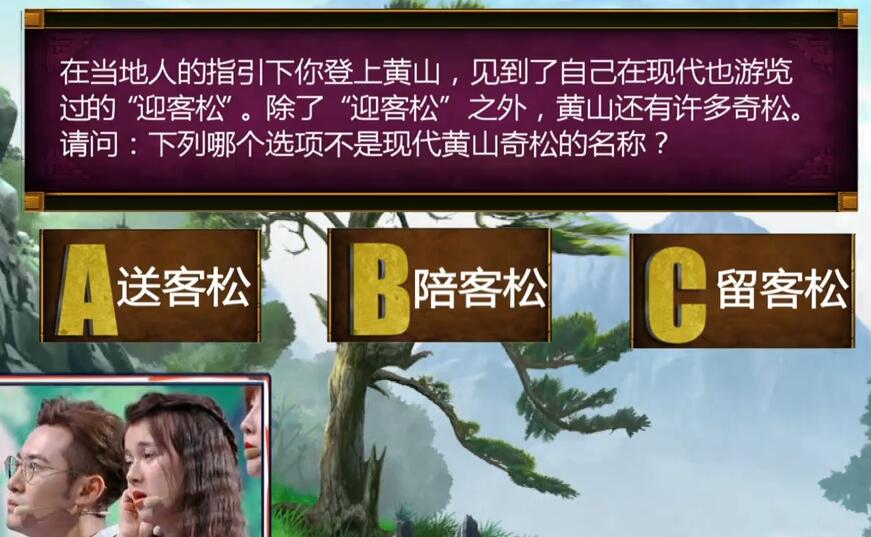 在当地人的指引下你登上黄山，见到了自己在现代也游览
过的“迎客松”。除了“迎客松”之外，黄山还有许多奇松。
请问：下列哪个选项不是现代黄山奇松的名称？
A送客松
B陪客松
C留客松